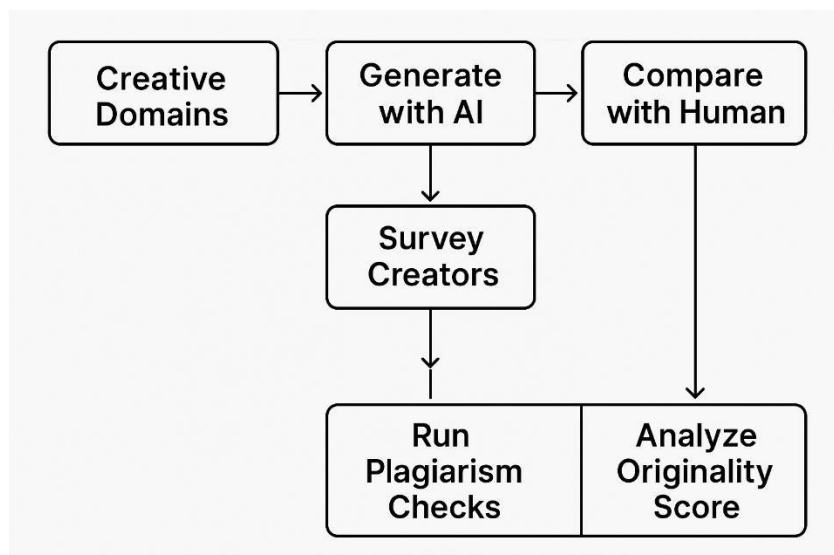 Creative
Domains
Generate
with AI
Compare
with Human
Survey
Creators
Run
Plagiarism
Checks
Analyze
Originality
Score